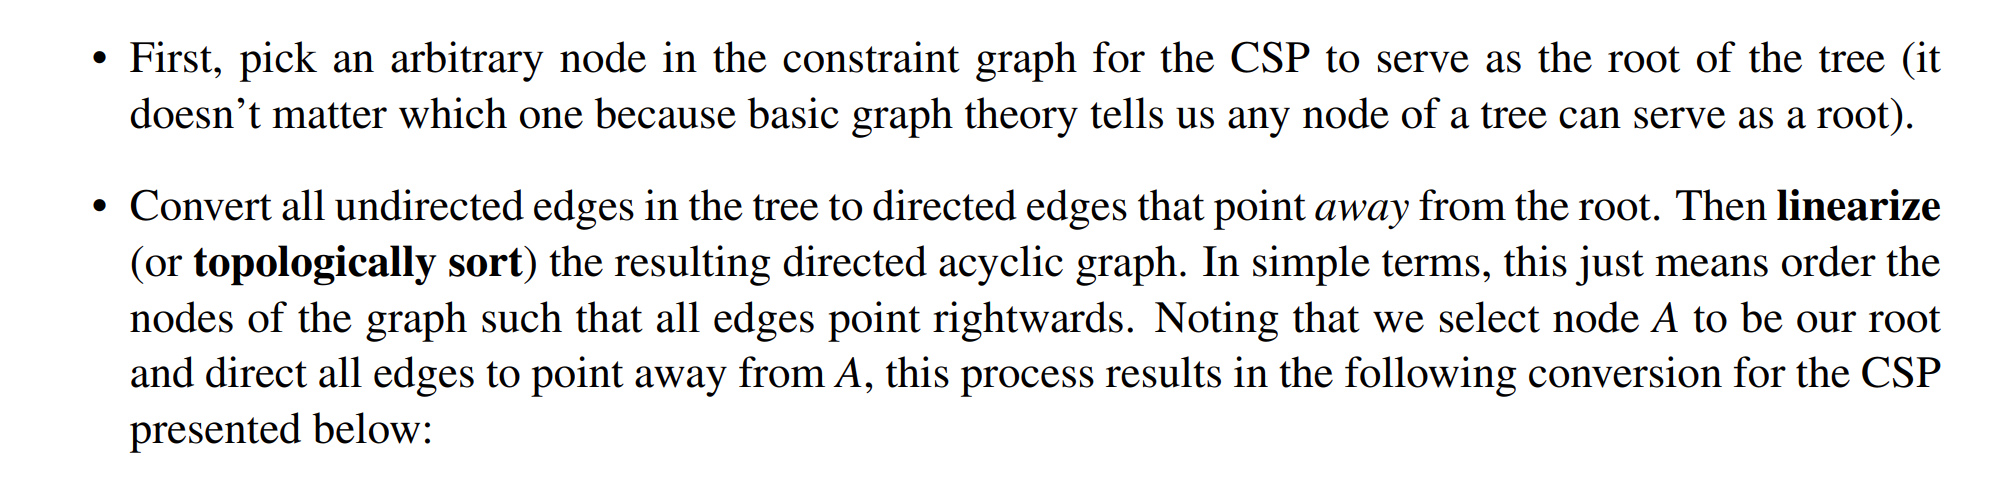 • First, pick an arbitrary node in the constraint graph for the CSP to serve as the root of the tree (it
doesn’t matter which one because basic graph theory tells us any node of a tree can serve as a root).
• Convert all undirected edges in the tree to directed edges that point away from the root. Then linearize
(or topologically sort) the resulting directed acyclic graph. In simple terms, this just means order the
nodes of the graph such that all edges point rightwards. Noting that we select node A to be our root
and direct all edges to point away from A, this process results in the following conversion for the CSP
presented below: